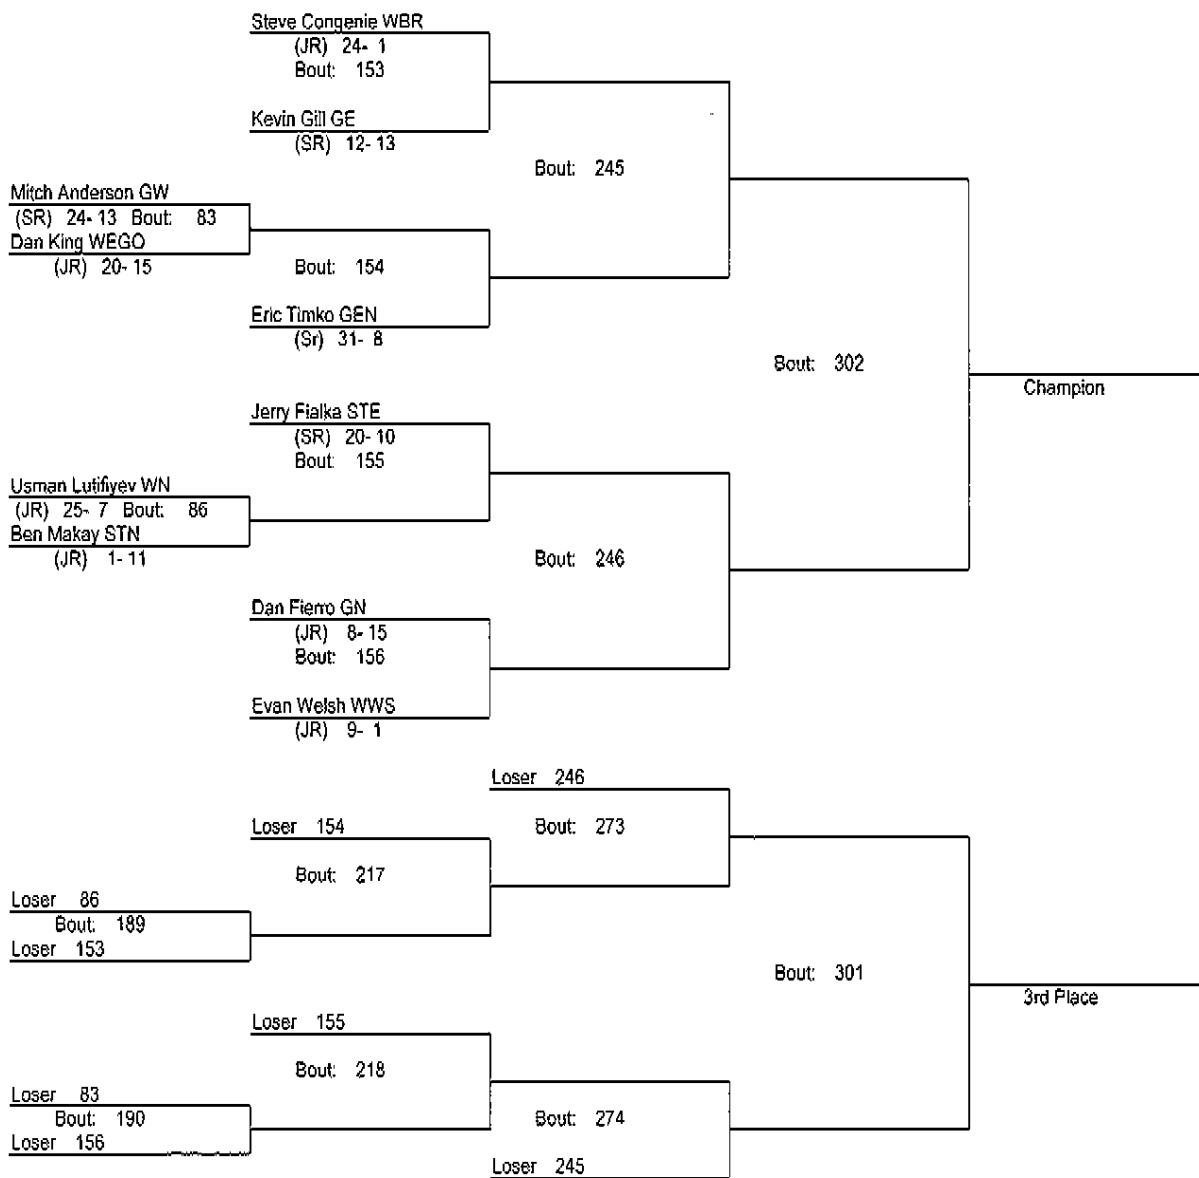 Steve Congenie WBR
(JR) 24- 1
Bout: 153
Kevin Gill GE
(SR) 12- 13
Bout: 245
Mitch Anderson GW
(SR) 24- 13 Bout: 83
Dan King WEGO
(JR) 20- 15
Bout: 154
Eric Timko GEN
(Sr) 31- 8
Bout: 302
Champion
Jerry Fialka STE
(SR) 20- 10
Bout: 155
Usman Lutifiyev WN
(JR) 25- 7 Bout: 86
Ben Makay STN
(JR) 1- 11
Bout: 246
Dan Fierro GN
(JR) 8- 15
Bout: 156
Evan Welsh WWS
(JR) 9- 1
Loser 246
Bout: 273
Loser 154
Bout: 217
Loser 86
Bout: 189
Loser 153
Bout: 301
3rd Place
Loser 155
Bout: 218
Loser 83
Bout: 190
Loser 156
Bout: 274
Loser 245